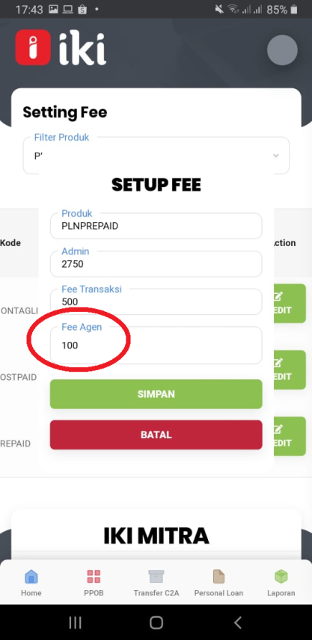 17:43
85%
iki
Setting Fee
Filter Produk
SETUP FEE
Produk
PLNPREPAID
Kode
Admin
2750
Fee Transaksi
500
EDIT
ONTAGLI
Fee Agen
100
OSTPAID
EDIT
SIMPAN
REPAID
EDIT
BATAL
IKI MITRA
Home
PPOB
Transfer C2A
Personal Loan
Laporan